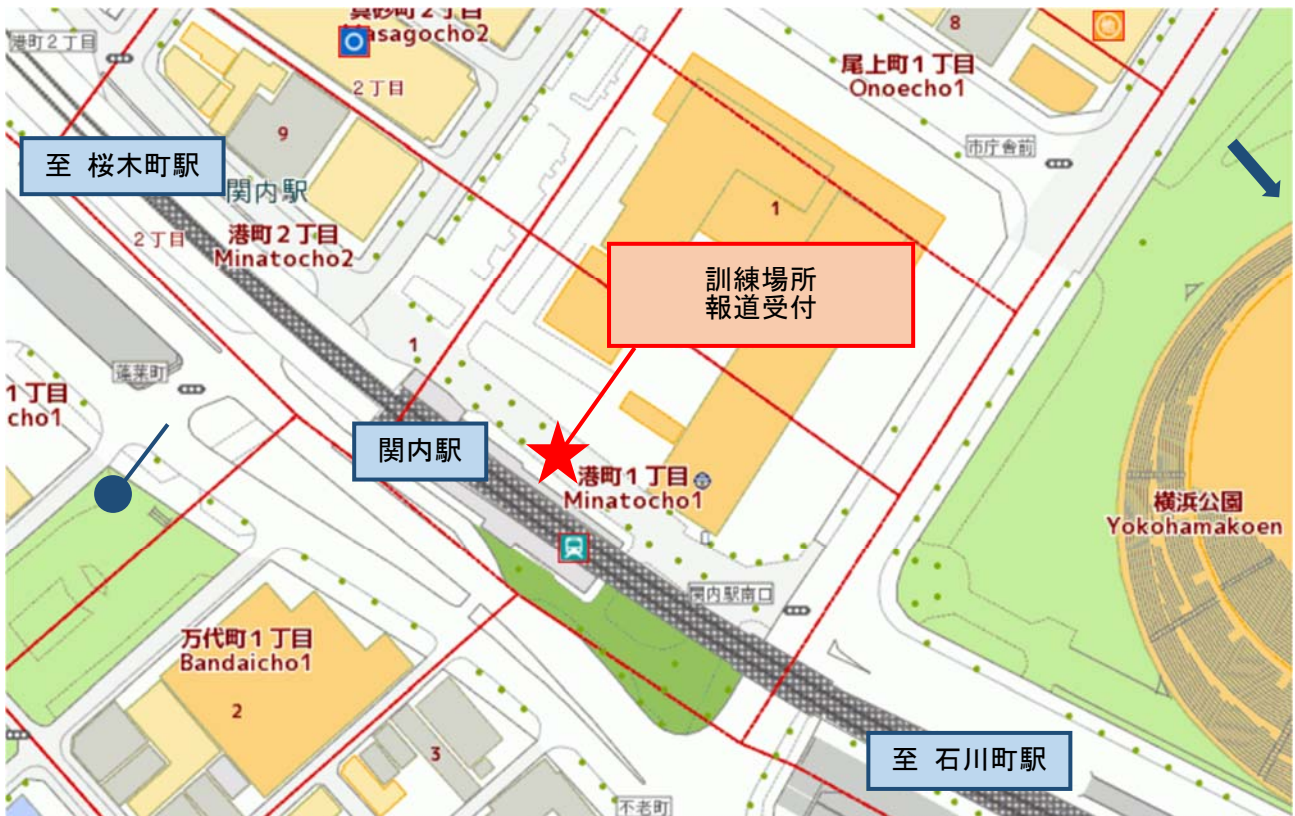 真砂町2丁目
Masagocho2
8
港町2丁目
2丁目
尾上町1丁目
Onoecho1
市庁舎前
9
至 桜木町駅
関内駅
1
2丁目
港町2丁目
Minatocho2
訓練場所
報道受付
1
蓬莱町
1丁目
cho1
関内駅
港町1丁目
Minatocho1
横浜公園
Yokohamakoen
関内駅南口
万代町1丁目
Bandaicho1
2
3
至 石川町駅
不老町